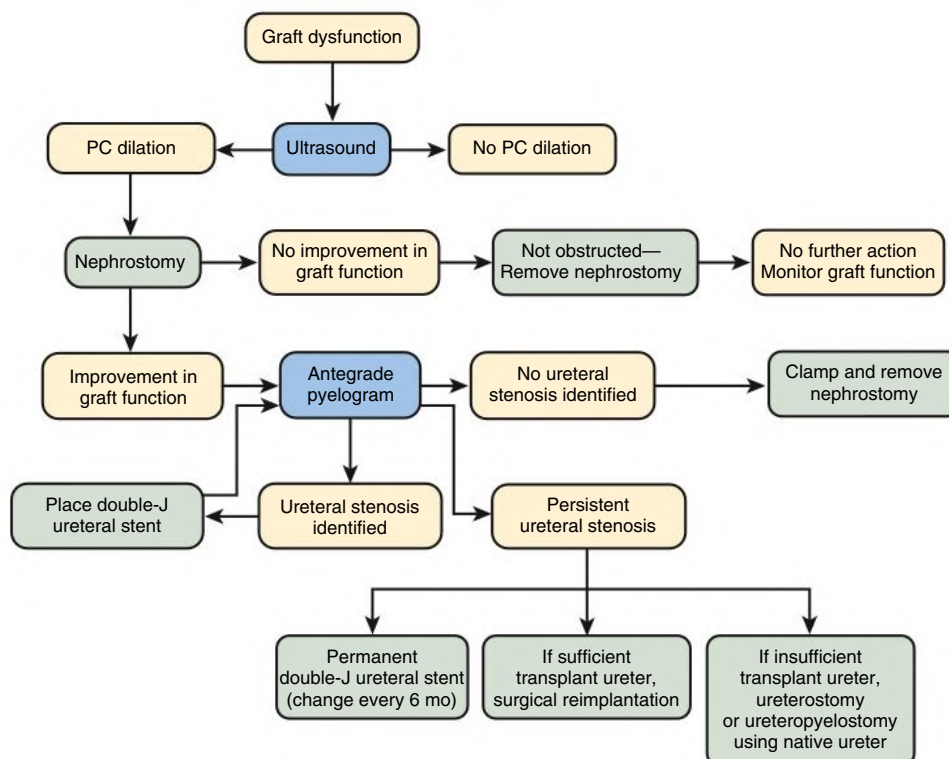 Graft dysfunction
PC dilation
Ultrasound
No PC dilation
Nephrostomy
No improvement in
graft function
Not obstructed—
Remove nephrostomy
No further action
Monitor graft function
Improvement in
graft function
Antegrade
pyelogram
No ureteral
stenosis identified
Clamp and remove
nephrostomy
Place double-J
ureteral stent
Ureteral stenosis
identified
Persistent
ureteral stenosis
Permanent
double-J ureteral stent
(change every 6 mo)
If sufficient
transplant ureter,
surgical reimplantation
If insufficient
transplant ureter,
ureterostomy
or ureteropyelostomy
using native ureter